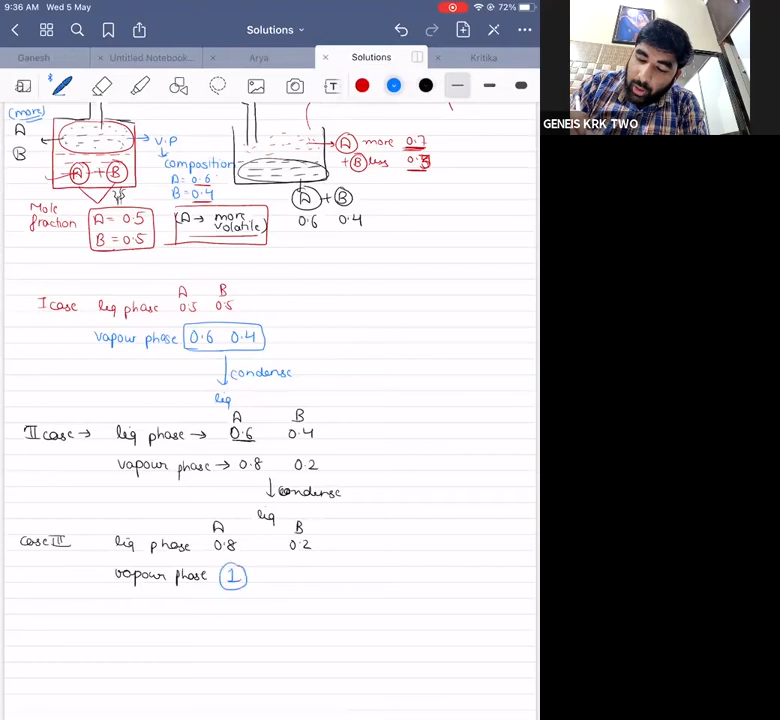 9:36 AM Wed 5 May
72%
Solutions
Ganesh
Untitled Notebook...
Arya
Solutions
Kritika
GENEIS KRK TWO
(more)
A
B
V.P
A + B
composition
A = 0.6
B = 0.4
A more 0.7
+ B less 0.3
A + B
0.6 0.4
Mole fraction
A = 0.5
B = 0.5
(A → more volatile)
A B
I case liq phase 0.5 0.5
vapour phase 0.6 0.4
condense
liq
A B
II case → liq phase → 0.6 0.4
vapour phase → 0.8 0.2
condense
liq
A B
case III liq phase 0.8 0.2
vapour phase 1